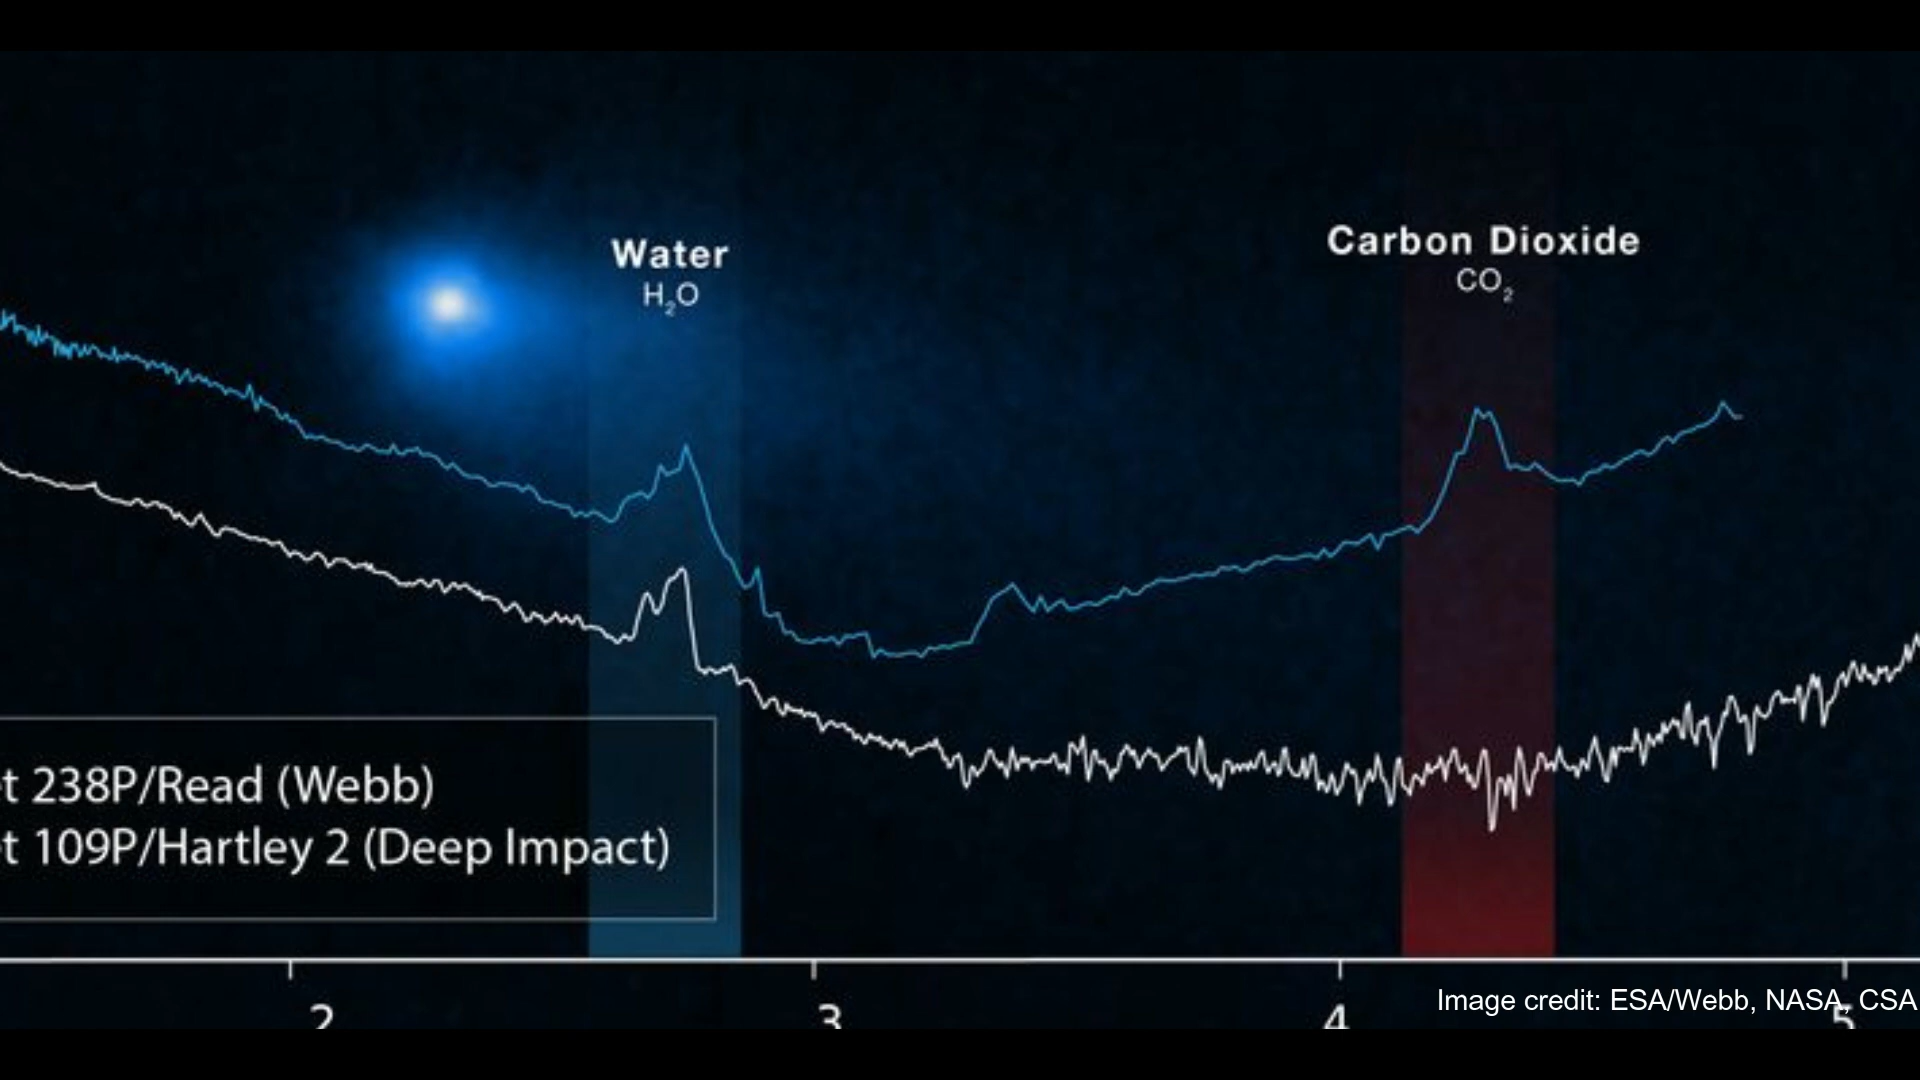 Water
H₂O
Carbon Dioxide
CO₂
t 238P/Read (Webb)
t 109P/Hartley 2 (Deep Impact)
2 3 4 5
Image credit: ESA/Webb, NASA, CSA